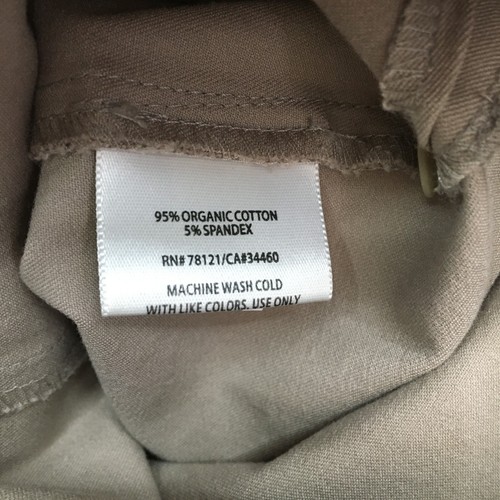 95% ORGANIC COTTON
5% SPANDEX
RN# 78121/CA#34460
MACHINE WASH COLD
WITH LIKE COLORS. USE ONLY